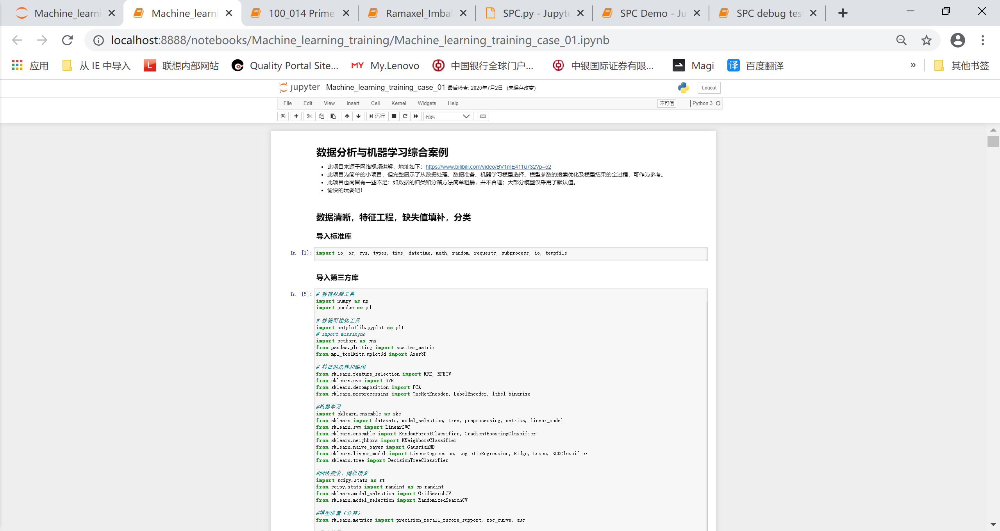 Machine_learni
Machine_learni
100_014 Prime
Ramaxel_Imbal
SPC.py - Jupyte
SPC Demo - Ju
SPC debug tes
localhost:8888/notebooks/Machine_learning_training/Machine_learning_training_case_01.ipynb
应用
从 IE 中导入
联想内部网站
Quality Portal Site...
MY My.Lenovo
中国银行全球门户...
中银国际证券有限...
Magi
译 百度翻译
»
其他书签
jupyter Machine_learning_training_case_01 最后检查: 2020年7月2日 (未保存改变)
Logout
File Edit View Insert Cell Kernel Widgets Help
不可信
Python 3
运行
代码
数据分析与机器学习综合案例
• 此项目来源于网络视频讲解，地址如下：https://www.bilibili.com/video/BV1mE411u732?p=52
• 此项目为简单的小项目，但完整展示了从数据处理、数据准备、机器学习模型选择、模型参数的搜索优化及模型结果的全过程，可作为参考。
• 此项目也尚留有一些不足：如数据的归类和分箱方法简单粗暴，并不合理；大部分模型仅采用了默认值。
• 愉快的玩耍吧！
数据清晰，特征工程，缺失值填补，分类
导入标准库
In [1]: import io, os, sys, types, time, datetime, math, random, requests, subprocess, io, tempfile
导入第三方库
In [5]: # 数据处理工具
import numpy as np
import pandas as pd
# 数据可视化工具
import matplotlib.pyplot as plt
# import missingno
import seaborn as sns
from pandas.plotting import scatter_matrix
from mpl_toolkits.mplot3d import Axes3D
# 特征的选择和编码
from sklearn.feature_selection import RFE, RFECV
from sklearn.svm import SVR
from sklearn.decomposition import PCA
from sklearn.preprocessing import OneHotEncoder, LabelEncoder, label_binarize
#机器学习
import sklearn.ensemble as ske
from sklearn import datasets, model_selection, tree, preprocessing, metrics, linear_model
from sklearn.svm import LinearSVC
from sklearn.ensemble import RandomForestClassifier, GradientBoostingClassifier
from sklearn.neighbors import KNeighborsClassifier
from sklearn.naive_bayes import GaussianNB
from sklearn.linear_model import LinearRegression, LogisticRegression, Ridge, Lasso, SGDClassifier
from sklearn.tree import DecisionTreeClassifier
#网络搜索、随机搜索
import scipy.stats as st
from scipy.stats import randint as sp_randint
from sklearn.model_selection import GridSearchCV
from sklearn.model_selection import RandomizedSearchCV
#模型度量（分类）
from sklearn.metrics import precision_recall_fscore_support, roc_curve, auc